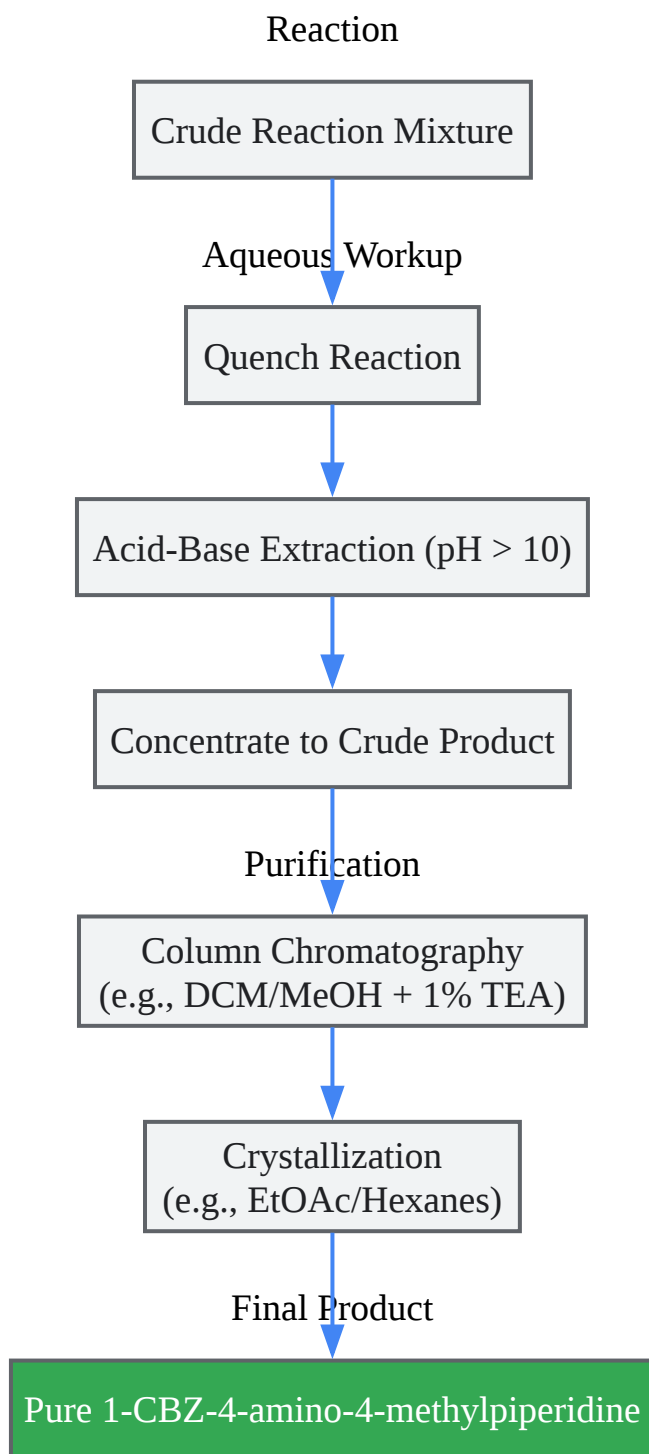 Reaction
Crude Reaction Mixture
Aqueous Workup
Quench Reaction
Acid-Base Extraction (pH > 10)
Concentrate to Crude Product
Purification
Column Chromatography
(e.g., DCM/MeOH + 1% TEA)
Crystallization
(e.g., EtOAc/Hexanes)
Final Product
Pure 1-CBZ-4-amino-4-methylpiperidine